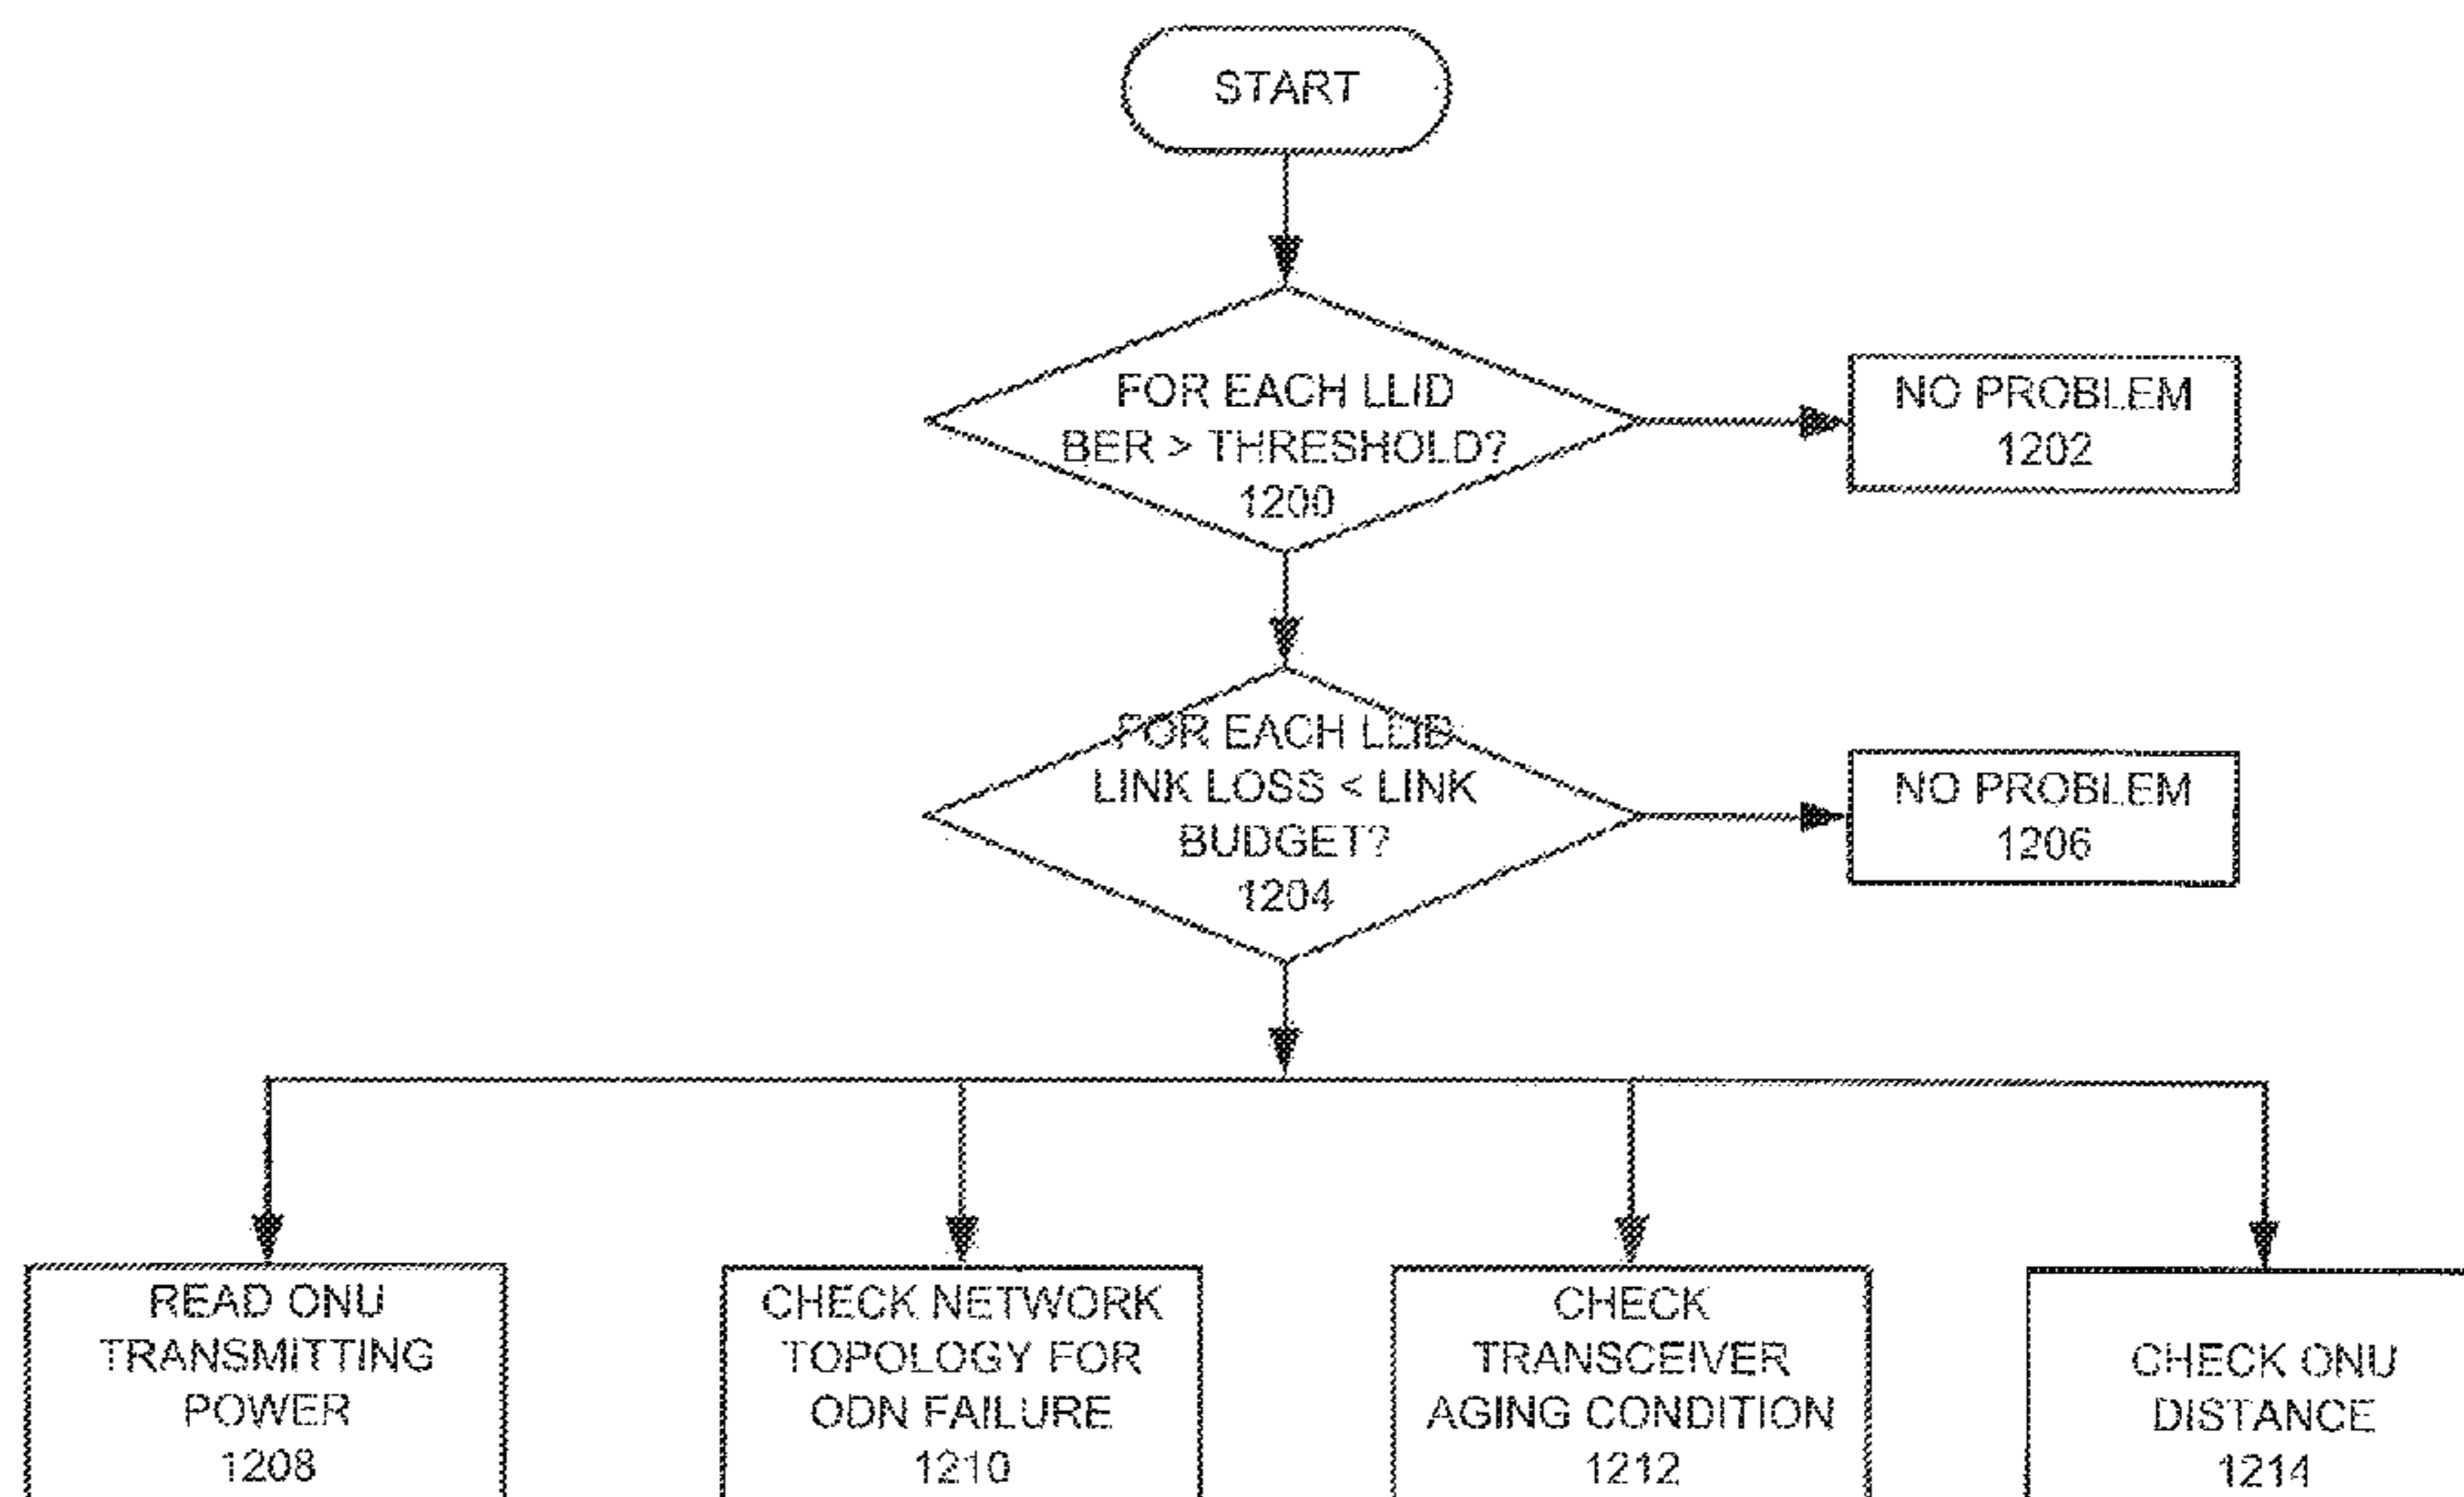 START
FOR EACH LLID
BER > THRESHOLD?
1200
NO PROBLEM
1202
FOR EACH LLID
LINK LOSS < LINK
BUDGET?
1204
NO PROBLEM
1206
READ ONU
TRANSMITTING
POWER
1208
CHECK NETWORK
TOPOLOGY FOR
ODN FAILURE
1210
CHECK
TRANSCEIVER
AGING CONDITION
1212
CHECK ONU
DISTANCE
1214